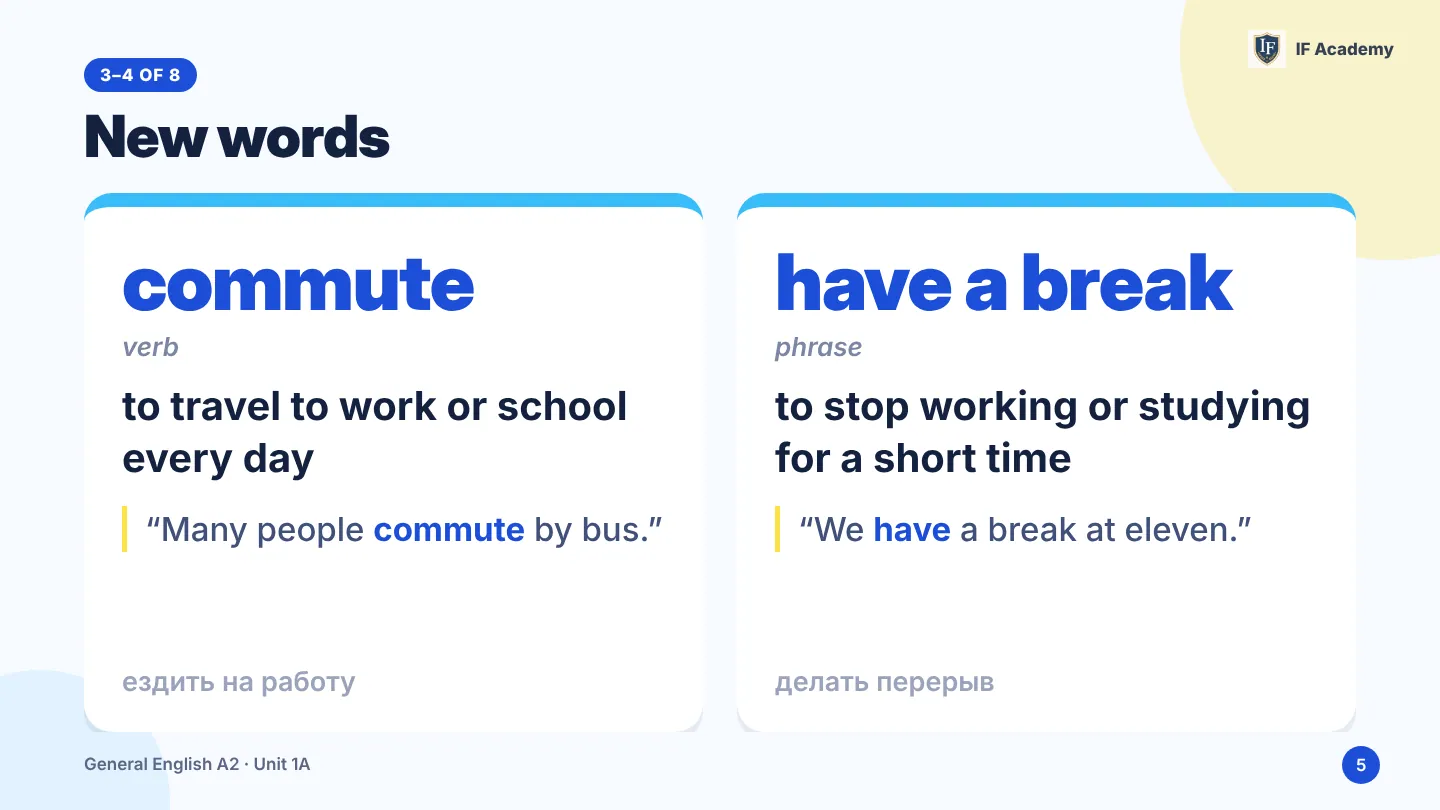 IF Academy
3–4 OF 8
New words
commute
verb
to travel to work or school
every day
“Many people commute by bus.”
ездить на работу
have a break
phrase
to stop working or studying
for a short time
“We have a break at eleven.”
делать перерыв
General English A2 · Unit 1A
5